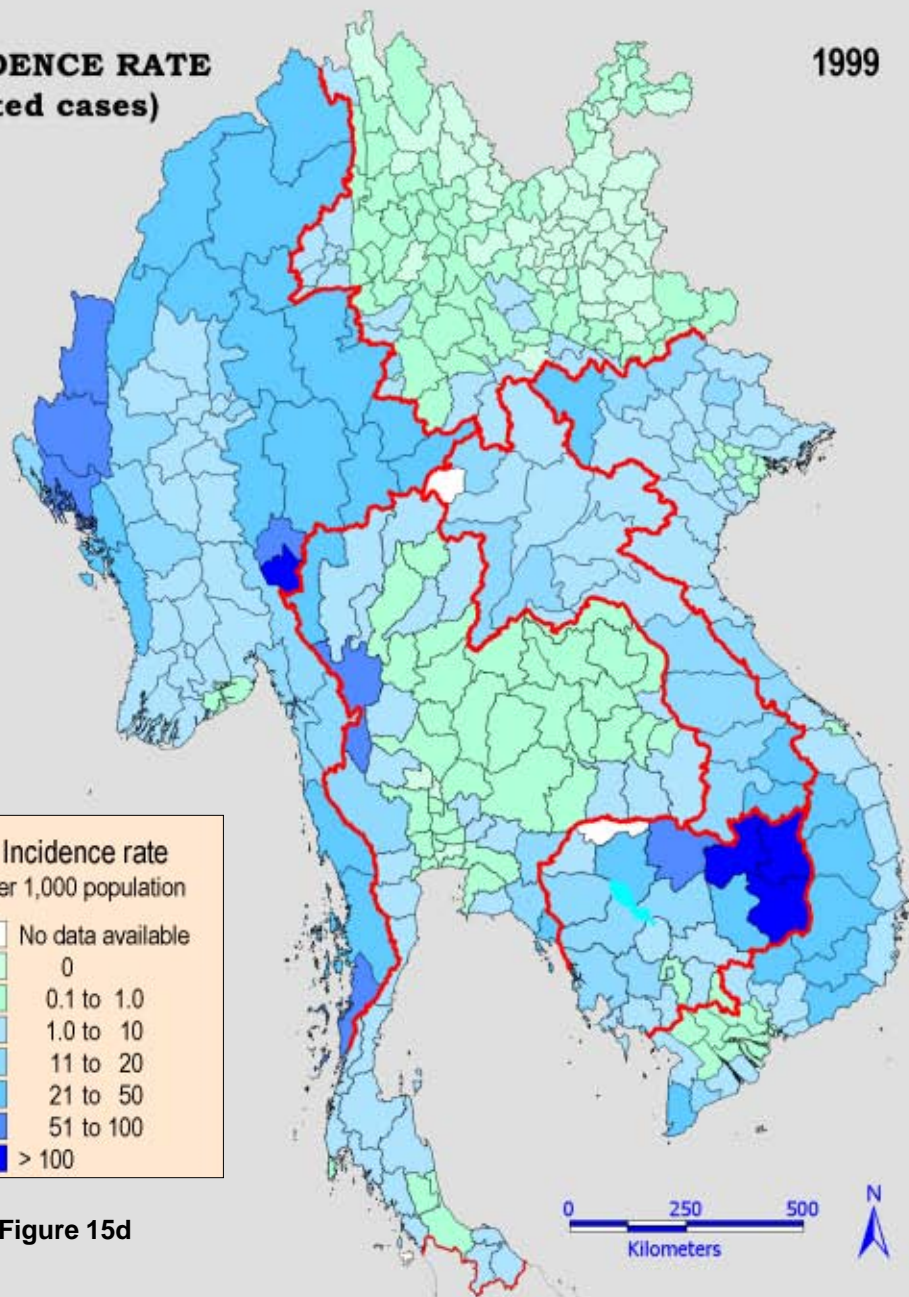 DENCE RATE
ted cases)
1999
Incidence rate
er 1,000 population
No data available
0
0.1 to 1.0
1.0 to 10
11 to 20
21 to 50
51 to 100
> 100
Figure 15d
0 250 500
Kilometers
N